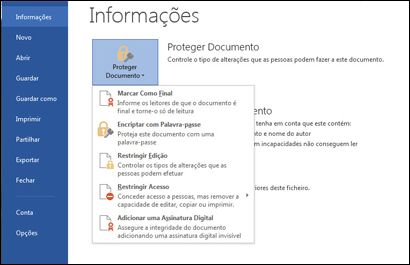 Informações
Informações
Novo
Abrir
Guardar
Guardar como
Imprimir
Partilhar
Exportar
Fechar
Conta
Opções
Proteger
Documento
Proteger Documento
Controle o tipo de alterações que as pessoas podem fazer a este documento.
Marcar Como Final
Informe os leitores de que o documento é
final e torne-o só de leitura
Encriptar com Palavra-passe
Proteja este documento com uma
palavra-passe
Restringir Edição
Controlar os tipos de alterações que as
pessoas podem efetuar
Restringir Acesso
Conceder acesso a pessoas, mas remover a
capacidade de editar, copiar ou imprimir.
Adicionar uma Assinatura Digital
Assegure a integridade do documento
adicionando uma assinatura digital invisível
ocumento
tenha em conta que este contém:
umento e nome do autor
m incapacidades não conseguem ler
riores deste ficheiro.